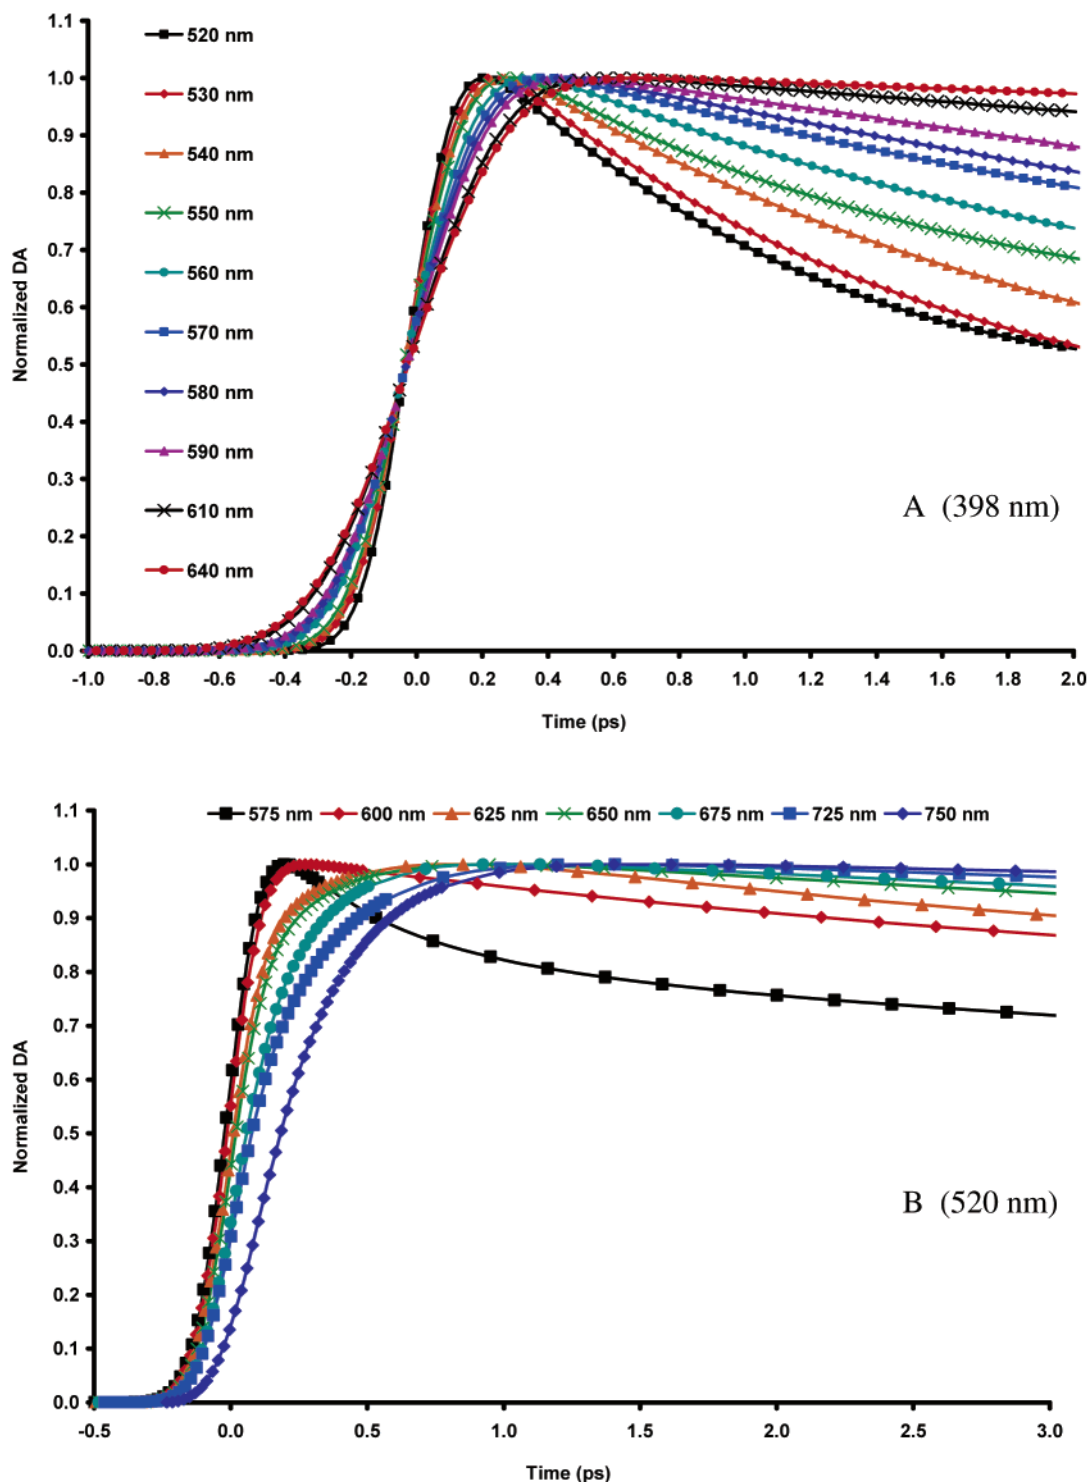 1.1
1.0
0.9
0.8
0.7
0.6
0.5
0.4
0.3
0.2
0.1
0.0
Normalized DA
520 nm
530 nm
540 nm
550 nm
560 nm
570 nm
580 nm
590 nm
610 nm
640 nm
A (398 nm)
-1.0 -0.8 -0.6 -0.4 -0.2 0.0 0.2 0.4 0.6 0.8 1.0 1.2 1.4 1.6 1.8 2.0
Time (ps)
1.1
1.0
0.9
0.8
0.7
0.6
0.5
0.4
0.3
0.2
0.1
0.0
Normalized DA
575 nm 600 nm 625 nm 650 nm 675 nm 725 nm 750 nm
B (520 nm)
-0.5 0.0 0.5 1.0 1.5 2.0 2.5 3.0
Time (ps)